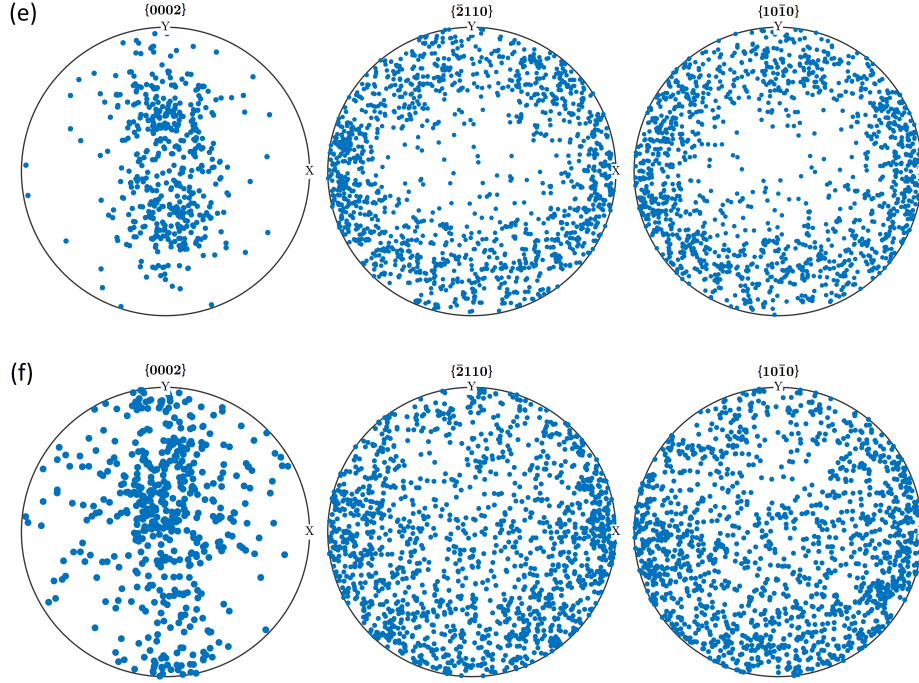 (e)
{0002} {2̄110} {101̄0}
Y Y Y
X X
(f)
{0002} {2̄110} {101̄0}
Y Y Y
X X